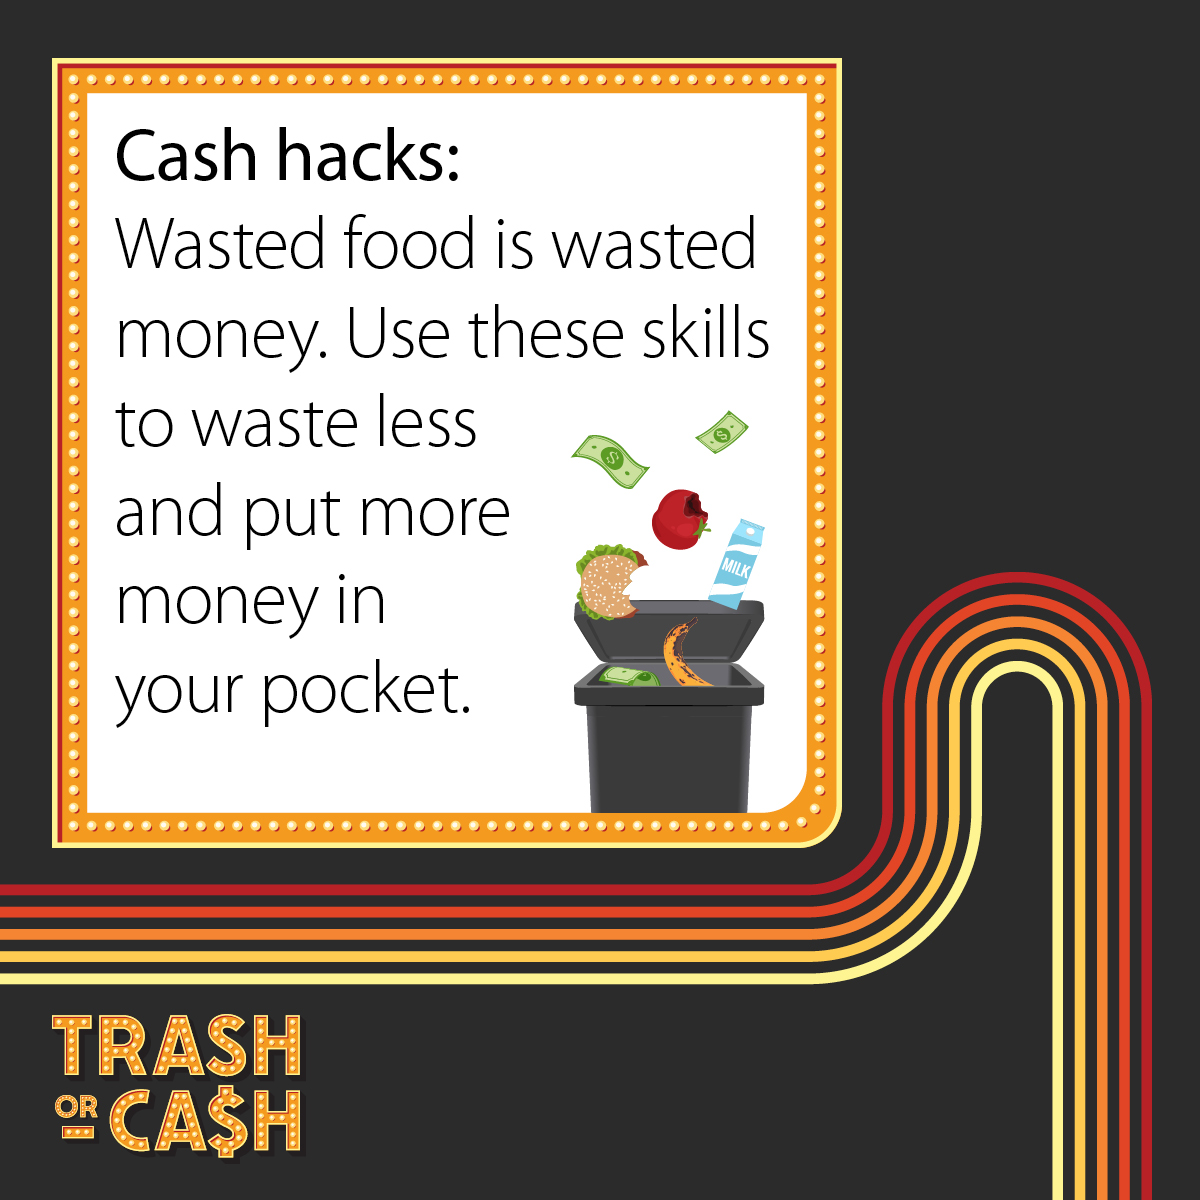 Cash hacks:
Wasted food is wasted
money. Use these skills
to waste less
and put more
money in
your pocket.
$
$
MILK
TRASH
OR CA$H